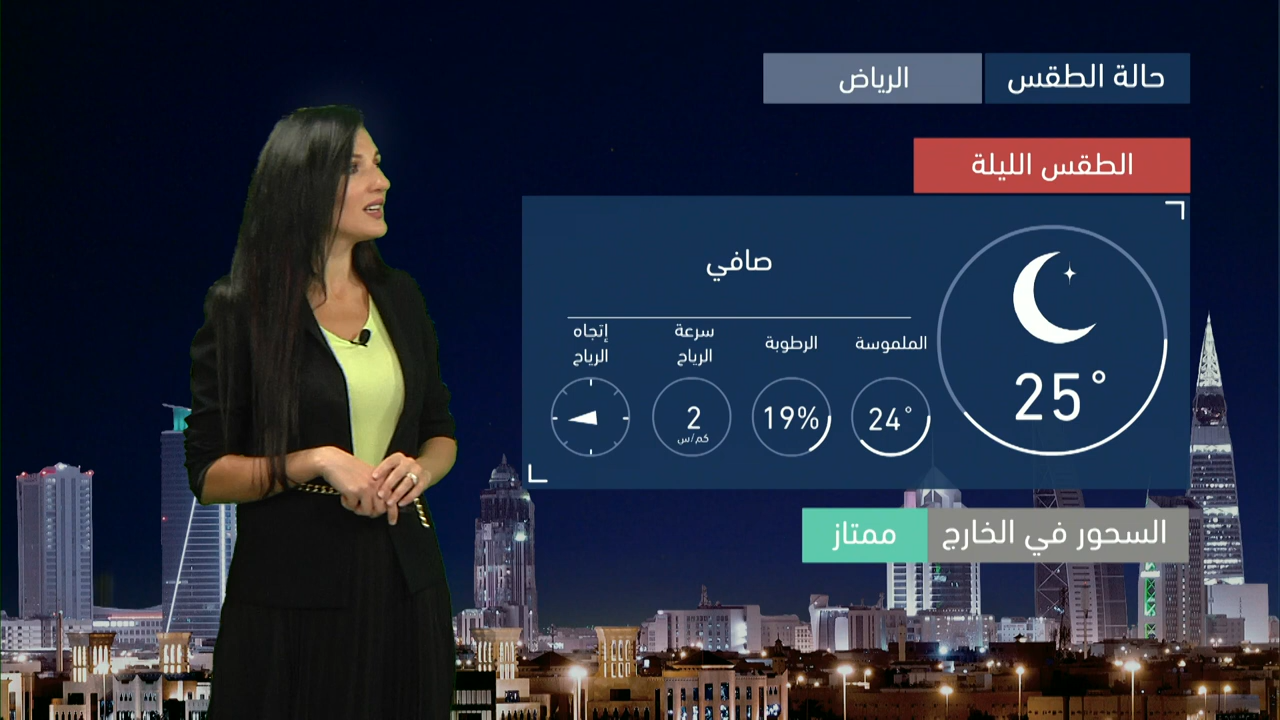 حالة الطقس الرياض
الطقس الليلة
صافي
25°
الملموسة
24°
الرطوبة
19%
سرعة
الرياح
2
كم/س
إتجاه
الرياح
السحور في الخارج ممتاز